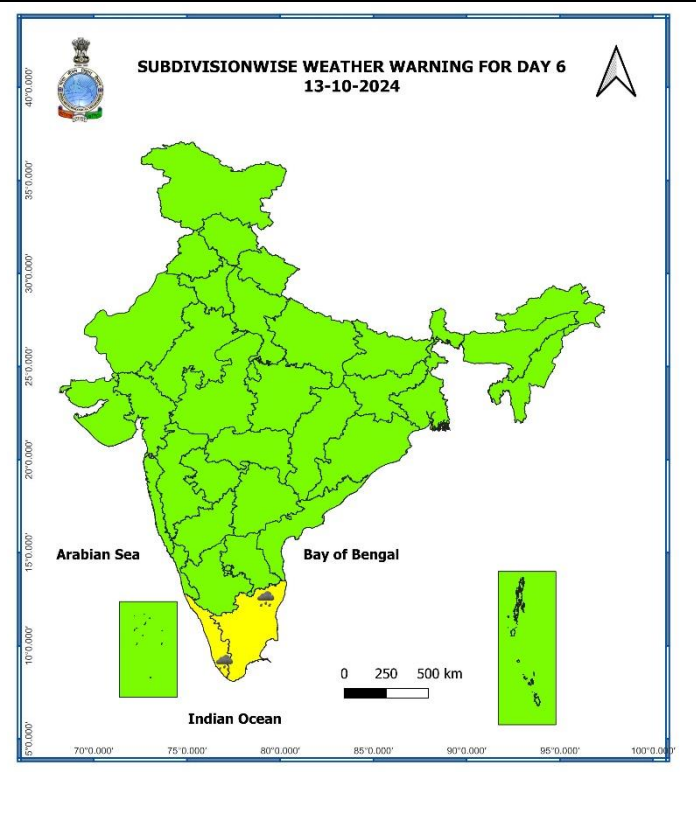 SUBDIVISIONWISE WEATHER WARNING FOR DAY 6
13-10-2024
40°0.000'
35°0.000'
30°0.000'
25°0.000'
20°0.000'
15°0.000'
10°0.000'
5°0.000'
Arabian Sea
Bay of Bengal
0 250 500 km
Indian Ocean
70°0.000' 75°0.000' 80°0.000' 85°0.000' 90°0.000' 95°0.000' 100°0.000'